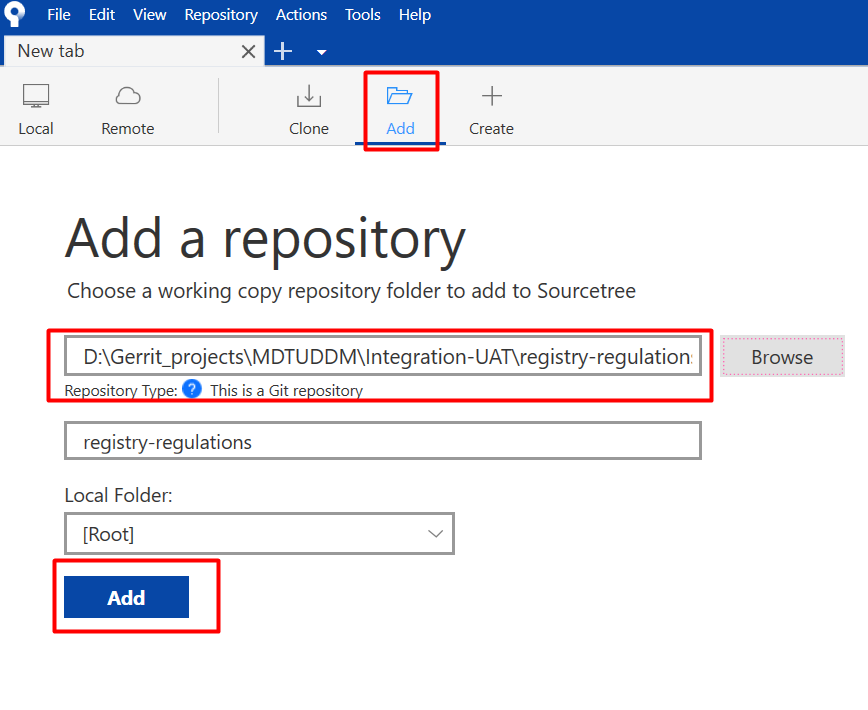 File Edit View Repository Actions Tools Help
New tab
Local Remote Clone Add Create
Add a repository
Choose a working copy repository folder to add to Sourcetree
D:\Gerrit_projects\MDTUDDM\Integration-UAT\registry-regulations
Browse
Repository Type: ? This is a Git repository
registry-regulations
Local Folder:
[Root]
Add